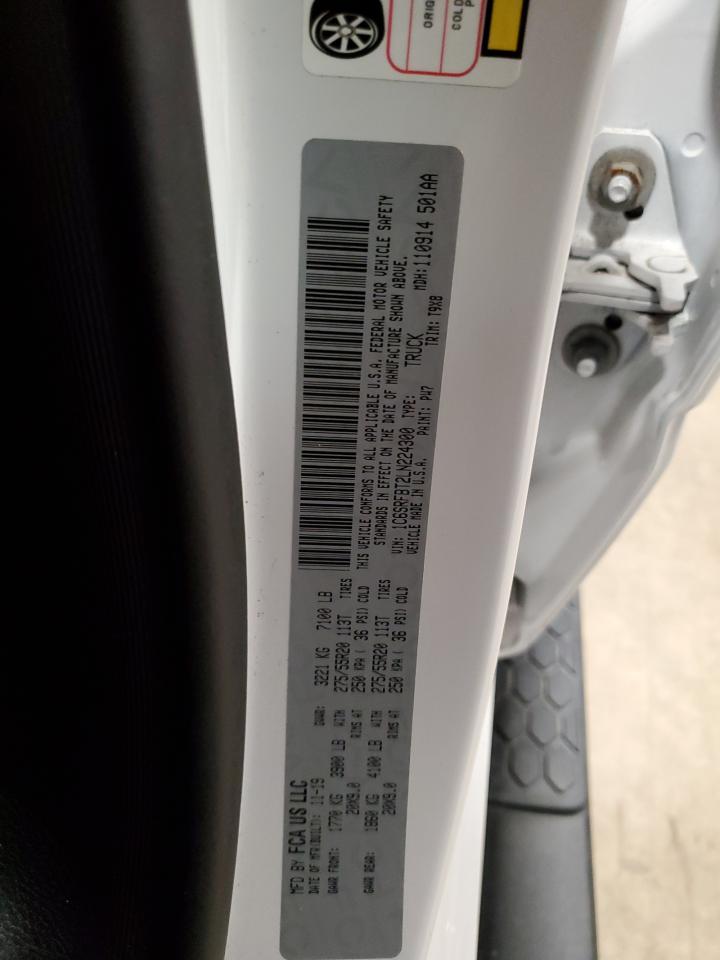 ORIG
COLD
P
MFD BY FCA US LLC
DATE OF MFR(BUILT): 11-19 GVWR: 3221 KG 7100 LB
GAWR FRONT: 1770 KG 3900 LB WITH 275/55R20 113T TIRES
20X9.0 RIMS AT 250 KPA ( 36 PSI) COLD
GAWR REAR: 1860 KG 4100 LB WITH 275/55R20 113T TIRES
20X9.0 RIMS AT 250 KPA ( 36 PSI) COLD
THIS VEHICLE CONFORMS TO ALL APPLICABLE U.S.A. FEDERAL MOTOR VEHICLE SAFETY
STANDARDS IN EFFECT ON THE DATE OF MANUFACTURE SHOWN ABOVE.
VIN: 1C6SRFBT2LN224300 TYPE: TRUCK MDH: 110914 501AA
VEHICLE MADE IN U.S.A. PAINT: PW7 TRIM: T9X8